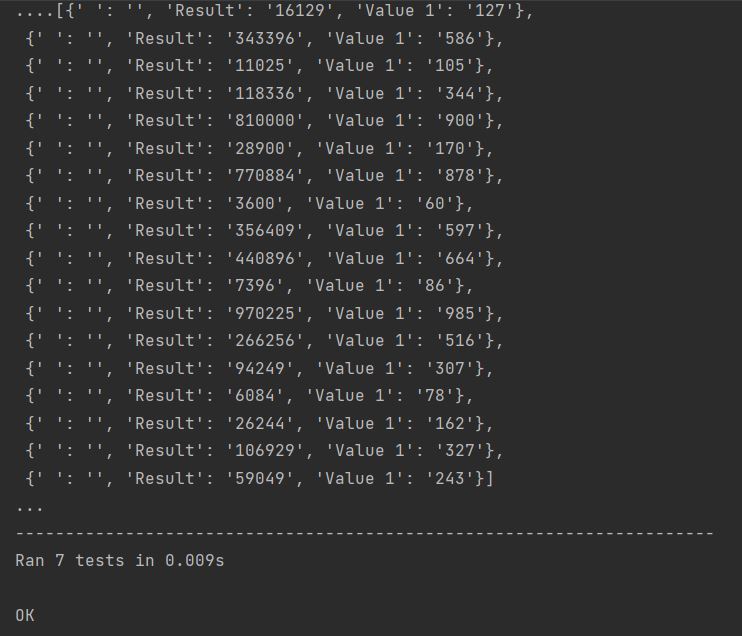 ....[{' ': '', 'Result': '16129', 'Value 1': '127'},
{' ': '', 'Result': '343396', 'Value 1': '586'},
{' ': '', 'Result': '11025', 'Value 1': '105'},
{' ': '', 'Result': '118336', 'Value 1': '344'},
{' ': '', 'Result': '810000', 'Value 1': '900'},
{' ': '', 'Result': '28900', 'Value 1': '170'},
{' ': '', 'Result': '770884', 'Value 1': '878'},
{' ': '', 'Result': '3600', 'Value 1': '60'},
{' ': '', 'Result': '356409', 'Value 1': '597'},
{' ': '', 'Result': '440896', 'Value 1': '664'},
{' ': '', 'Result': '7396', 'Value 1': '86'},
{' ': '', 'Result': '970225', 'Value 1': '985'},
{' ': '', 'Result': '266256', 'Value 1': '516'},
{' ': '', 'Result': '94249', 'Value 1': '307'},
{' ': '', 'Result': '6084', 'Value 1': '78'},
{' ': '', 'Result': '26244', 'Value 1': '162'},
{' ': '', 'Result': '106929', 'Value 1': '327'},
{' ': '', 'Result': '59049', 'Value 1': '243'}]
...
----------------------------------------------------------------------
Ran 7 tests in 0.009s
OK